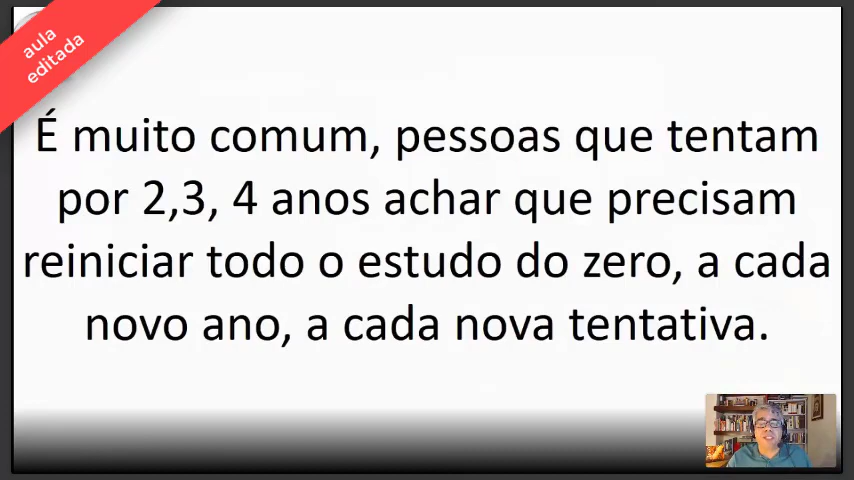 aula
editada
É muito comum, pessoas que tentam
por 2,3, 4 anos achar que precisam
reiniciar todo o estudo do zero, a cada
novo ano, a cada nova tentativa.